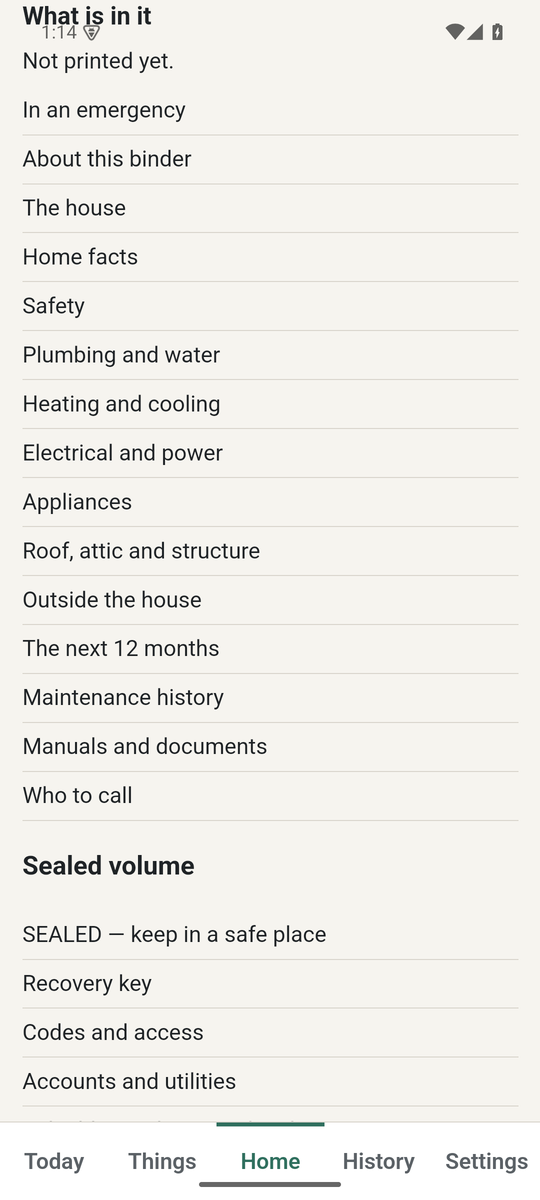 What is in it
1:14
Not printed yet.
In an emergency
About this binder
The house
Home facts
Safety
Plumbing and water
Heating and cooling
Electrical and power
Appliances
Roof, attic and structure
Outside the house
The next 12 months
Maintenance history
Manuals and documents
Who to call
Sealed volume
SEALED — keep in a safe place
Recovery key
Codes and access
Accounts and utilities
Today Things Home History Settings